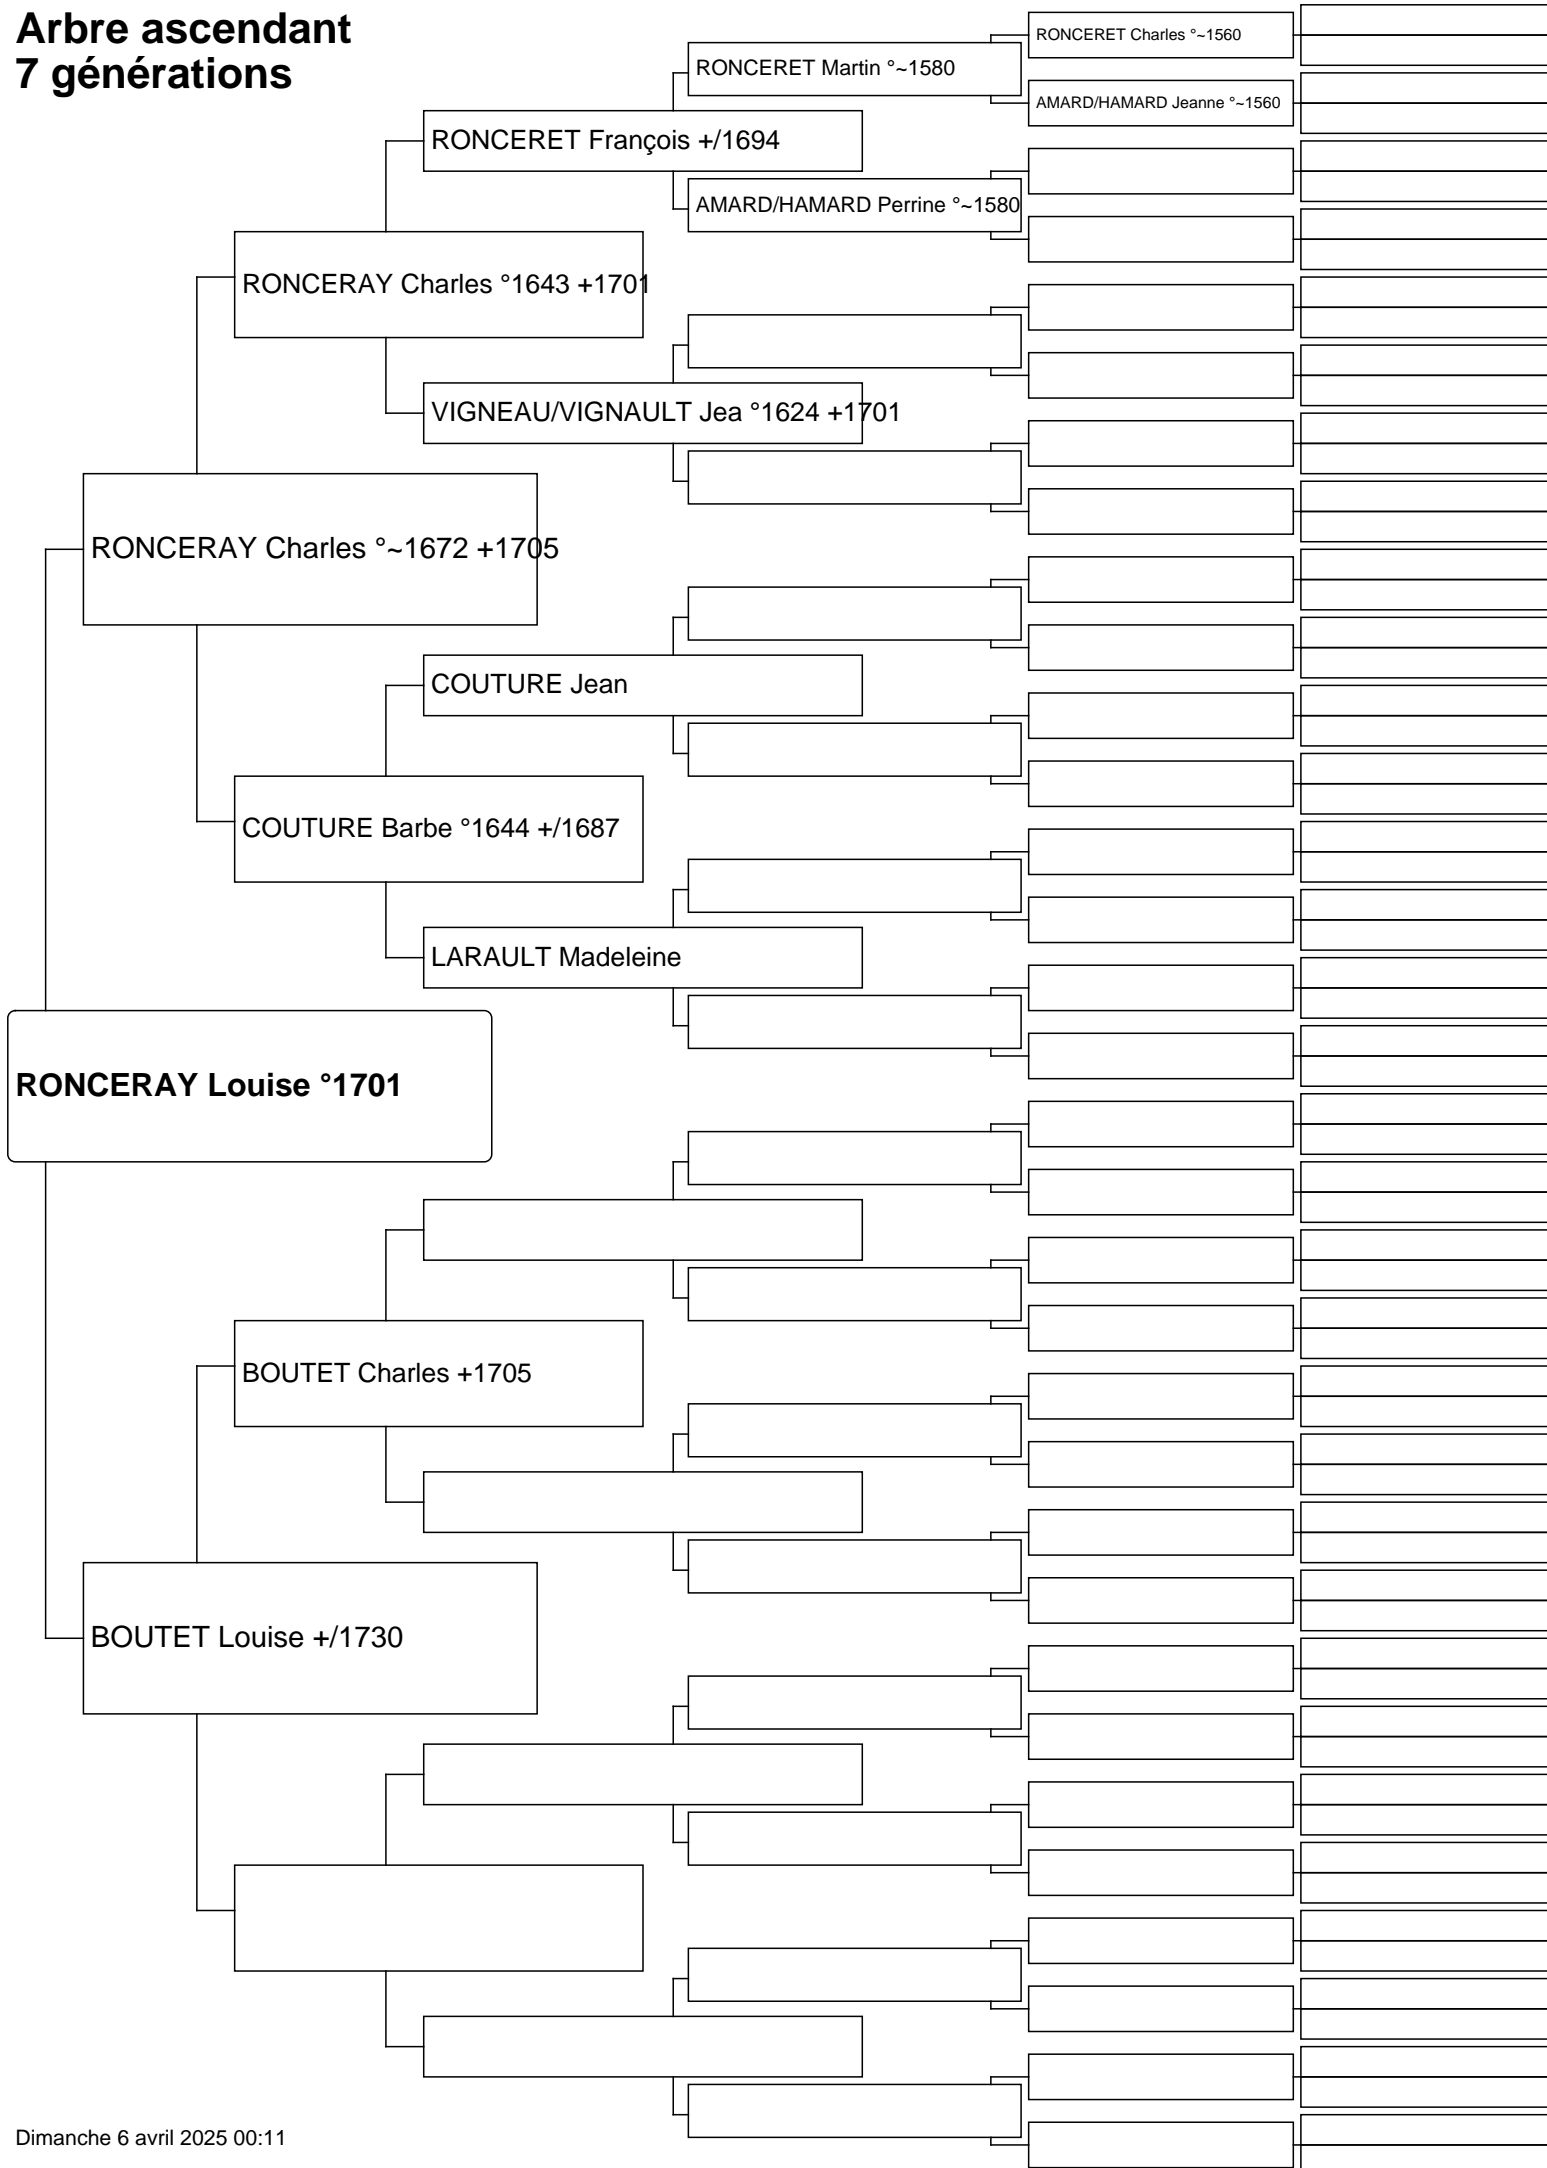 Arbre ascendant
7 générations
RONCERET Charles °~1560
RONCERET Martin °~1580
AMARD/HAMARD Jeanne °~1560
RONCERET François +/1694
AMARD/HAMARD Perrine °~1580
RONCERAY Charles °1643 +1701
VIGNEAU/VIGNAULT Jea °1624 +1701
RONCERAY Charles °~1672 +1705
COUTURE Jean
COUTURE Barbe °1644 +/1687
LARAULT Madeleine
RONCERAY Louise °1701
BOUTET Charles +1705
BOUTET Louise +/1730
Dimanche 6 avril 2025 00:11